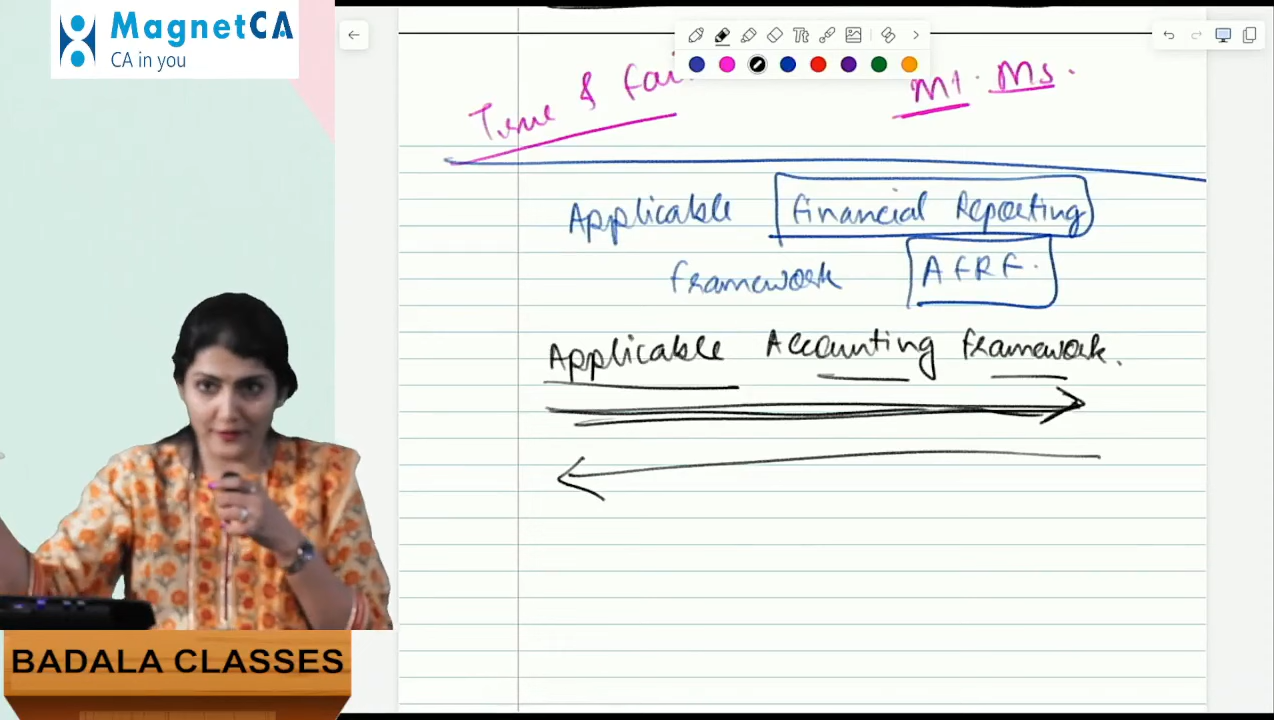 MagnetCA
CA in you
True & fai
M1. Ms.
Applicable financial Reporting
framework AFRF.
Applicable Accounting framework.
BADALA CLASSES